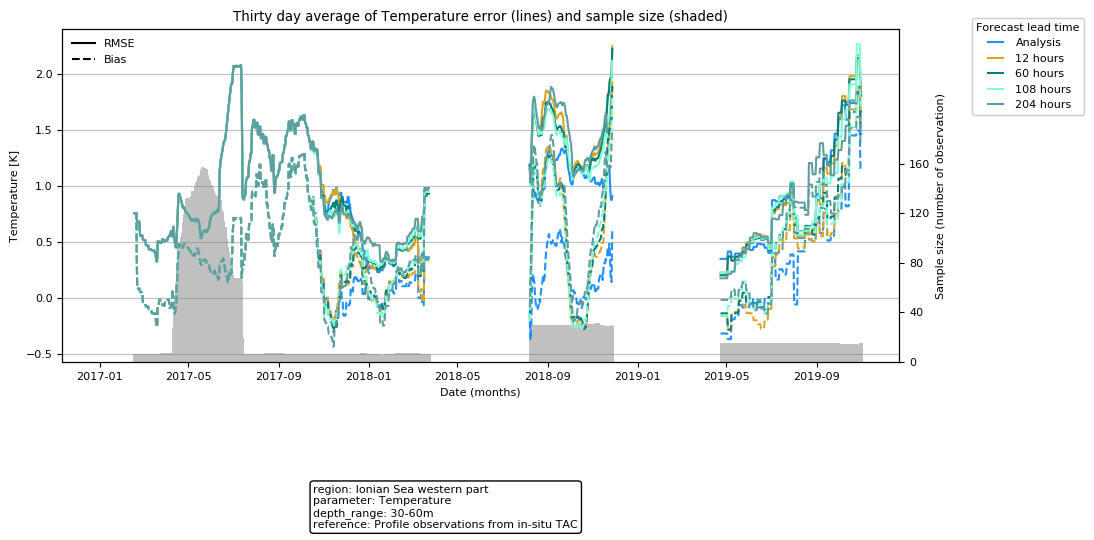 Thirty day average of Temperature error (lines) and sample size (shaded)
RMSE
Bias
Forecast lead time
Analysis
12 hours
60 hours
108 hours
204 hours
Temperature [K]
2.0
1.5
1.0
0.5
0.0
−0.5
Sample size (number of observation)
160
120
80
40
0
2017-01
2017-05
2017-09
2018-01
2018-05
2018-09
2019-01
2019-05
2019-09
Date (months)
region: Ionian Sea western part
parameter: Temperature
depth_range: 30-60m
reference: Profile observations from in-situ TAC